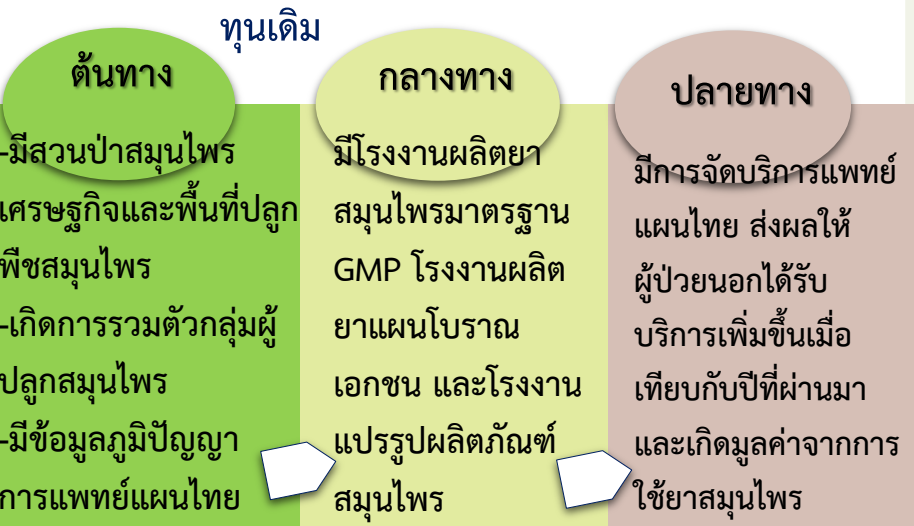 ทุนเดิม
ต้นทาง
-มีสวนป่าสมุนไพร
เศรษฐกิจและพื้นที่ปลูก
พืชสมุนไพร
-เกิดการรวมตัวกลุ่มผู้
ปลูกสมุนไพร
-มีข้อมูลภูมิปัญญา
การแพทย์แผนไทย
กลางทาง
มีโรงงานผลิตยา
สมุนไพรมาตรฐาน
GMP โรงงานผลิต
ยาแผนโบราณ
เอกชน และโรงงาน
แปรรูปผลิตภัณฑ์
สมุนไพร
ปลายทาง
มีการจัดบริการแพทย์
แผนไทย ส่งผลให้
ผู้ป่วยนอกได้รับ
บริการเพิ่มขึ้นเมื่อ
เทียบกับปีที่ผ่านมา
และเกิดมูลค่าจากการ
ใช้ยาสมุนไพร